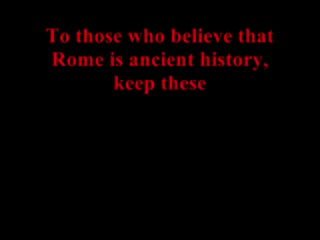 To those who believe that
Rome is ancient history,
keep these